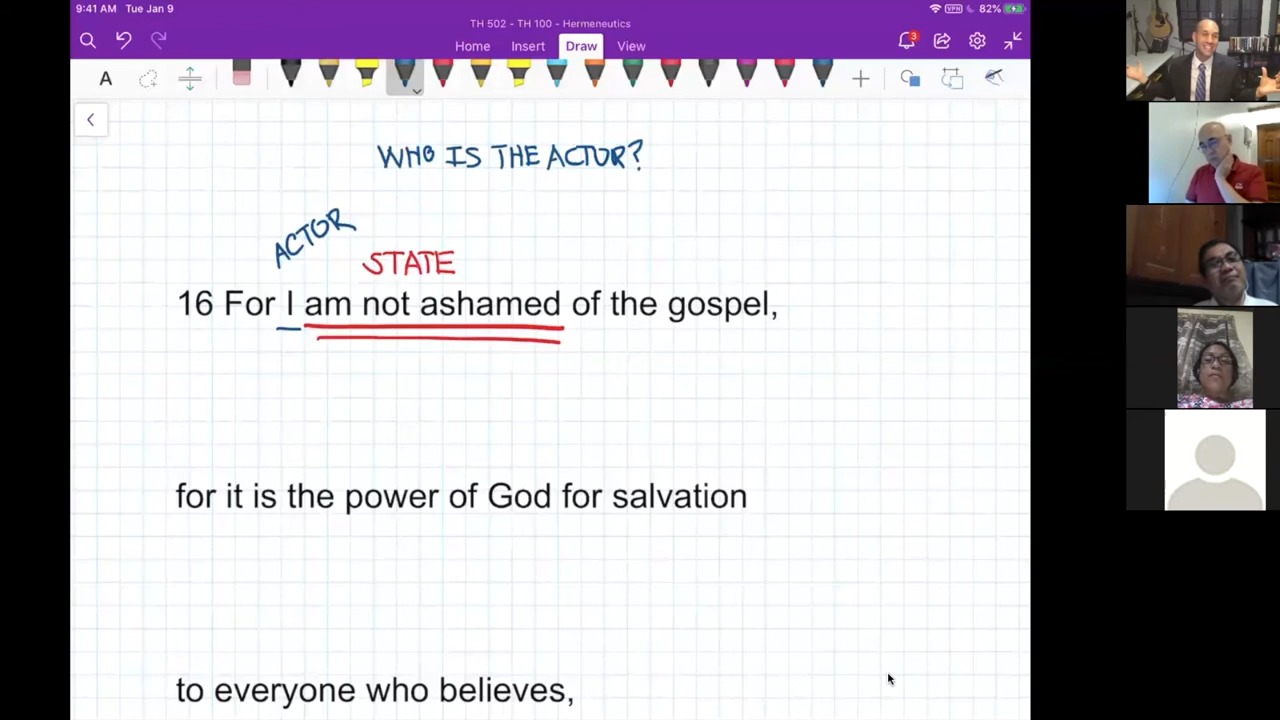 9:41 AM Tue Jan 9
VPN 82%
TH 502 - TH 100 - Hermeneutics
Home Insert Draw View
3
A
WHO IS THE ACTOR?
ACTOR
STATE
16 For I am not ashamed of the gospel,
for it is the power of God for salvation
to everyone who believes,